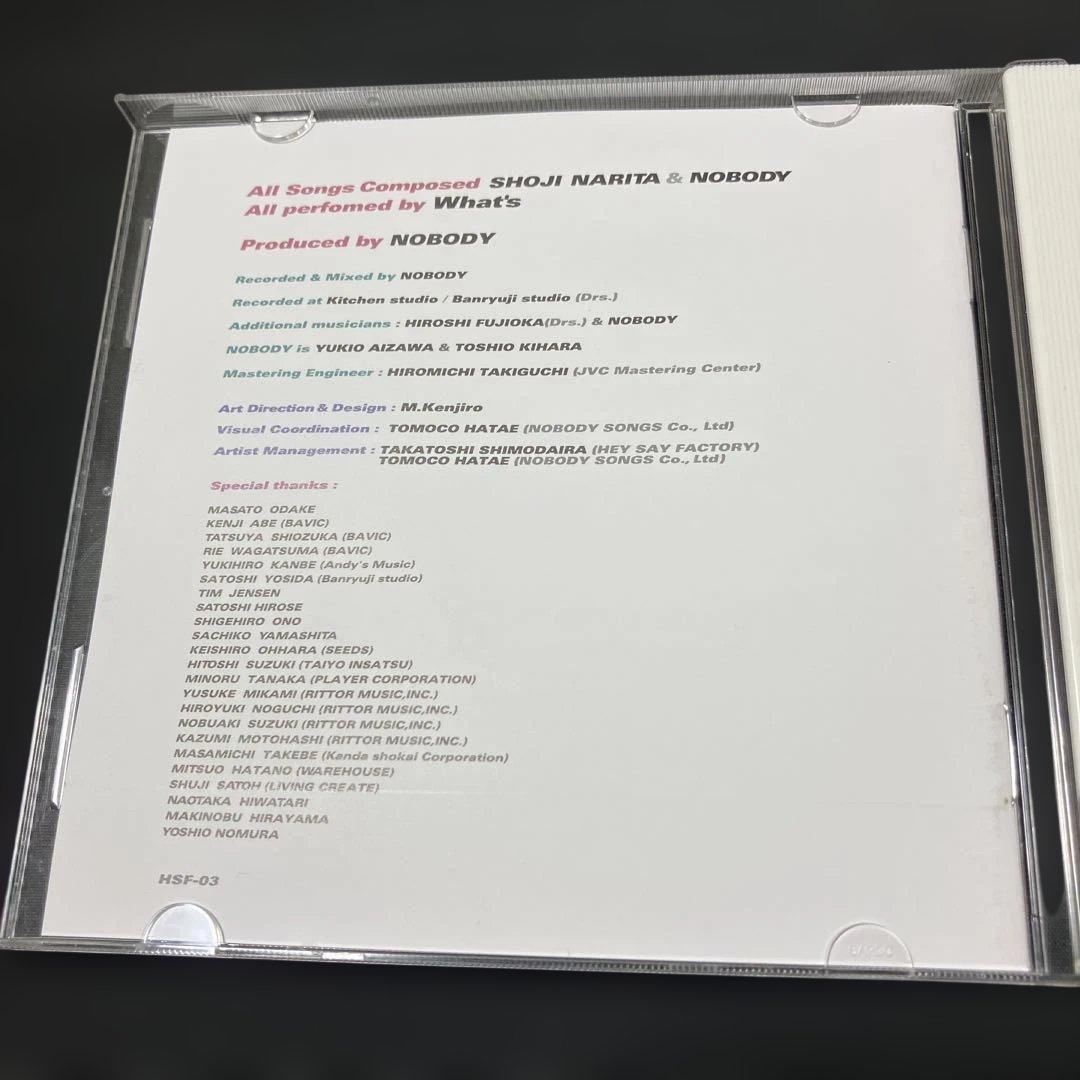 All Songs Composed SHOJI NARITA & NOBODY
All perfomed by What's
Produced by NOBODY
Recorded & Mixed by NOBODY
Recorded at Kitchen studio / Banryuji studio (Drs.)
Additional musicians : HIROSHI FUJIOKA(Drs.) & NOBODY
NOBODY is YUKIO AIZAWA & TOSHIO KIHARA
Mastering Engineer : HIROMICHI TAKIGUCHI (JVC Mastering Center)
Art Direction & Design : M.Kenjiro
Visual Coordination : TOMOCO HATAE (NOBODY SONGS Co., Ltd)
Artist Management : TAKATOSHI SHIMODAIRA (HEY SAY FACTORY)
TOMOCO HATAE (NOBODY SONGS Co., Ltd)
Special thanks :
MASATO ODAKE
KENJI ABE (BAVIC)
TATSUYA SHIOZUKA (BAVIC)
RIE WAGATSUMA (BAVIC)
YUKIHIRO KANBE (Andy's Music)
SATOSHI YOSIDA (Banryuji studio)
TIM JENSEN
SATOSHI HIROSE
SHIGEHIRO ONO
SACHIKO YAMASHITA
KEISHIRO OHHARA (SEEDS)
HITOSHI SUZUKI (TAIYO INSATSU)
MINORU TANAKA (PLAYER CORPORATION)
YUSUKE MIKAMI (RITTOR MUSIC,INC.)
HIROYUKI NOGUCHI (RITTOR MUSIC,INC.)
NOBUAKI SUZUKI (RITTOR MUSIC,INC.)
KAZUMI MOTOHASHI (RITTOR MUSIC,INC.)
MASAMICHI TAKEBE (Kanda shokai Corporation)
MITSUO HATANO (WAREHOUSE)
SHUJI SATOH (LIVING CREATE)
NAOTAKA HIWATARI
MAKINOBU HIRAYAMA
YOSHIO NOMURA
HSF-03